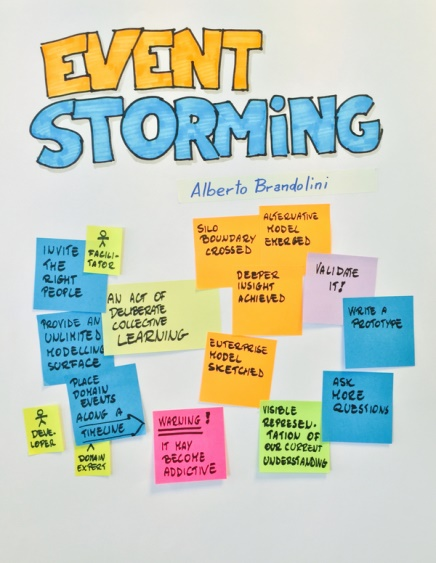 EVENT
STORMiNG
Alberto Brandolini
INVITE
THE
RIGHT
PEOPLE
FACILI-
TATOR
PROVIDE AN
UNLIMITED
MODELLING
SURFACE
PLACE
DOMAIN
EVENTS
ALONG A
TIMELINE
DEVE-
LOPER
DOMAIN
EXPERT
AN ACT OF
DELIBERATE
COLLECTIVE
LEARNING
SILO
BOUNDARY
CROSSED
ALTERNATIVE
MODEL
EMERGED
DEEPER
INSIGHT
ACHIEVED
ENTERPRISE
MODEL
SKETCHED
WARNING!
IT MAY
BECOME
ADDICTIVE
VALIDATE
IT!
WRITE A
PROTOTYPE
ASK
MORE
QUESTIONS
VISIBLE
REPRESEN-
TATION OF
OUR CURRENT
UNDERSTANDING